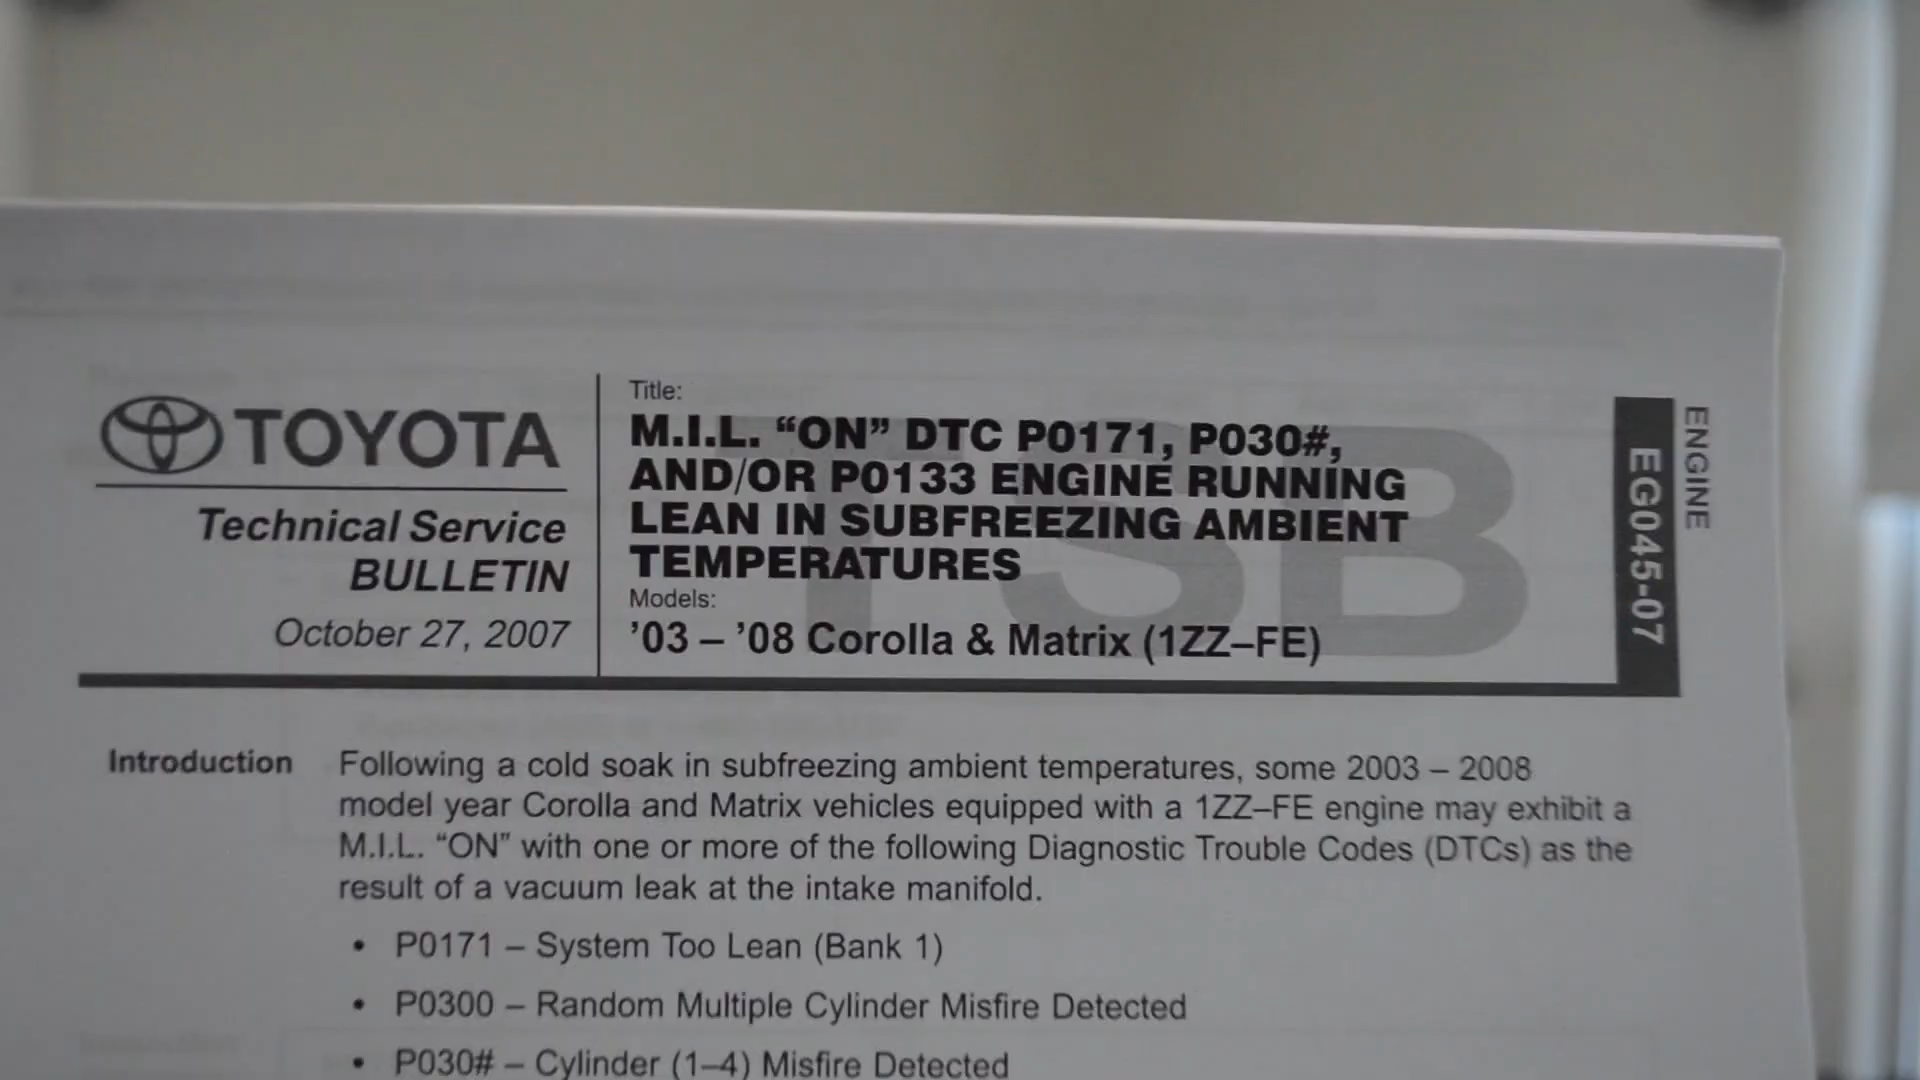 TOYOTA
Technical Service
BULLETIN
October 27, 2007
Title:
M.I.L. “ON” DTC P0171, P030#,
AND/OR P0133 ENGINE RUNNING
LEAN IN SUBFREEZING AMBIENT
TEMPERATURES
Models:
’03 – ’08 Corolla & Matrix (1ZZ–FE)
TSB
ENGINE
EG045-07
Introduction
Following a cold soak in subfreezing ambient temperatures, some 2003 – 2008
model year Corolla and Matrix vehicles equipped with a 1ZZ–FE engine may exhibit a
M.I.L. “ON” with one or more of the following Diagnostic Trouble Codes (DTCs) as the
result of a vacuum leak at the intake manifold.
• P0171 – System Too Lean (Bank 1)
• P0300 – Random Multiple Cylinder Misfire Detected
• P030# – Cylinder (1–4) Misfire Detected